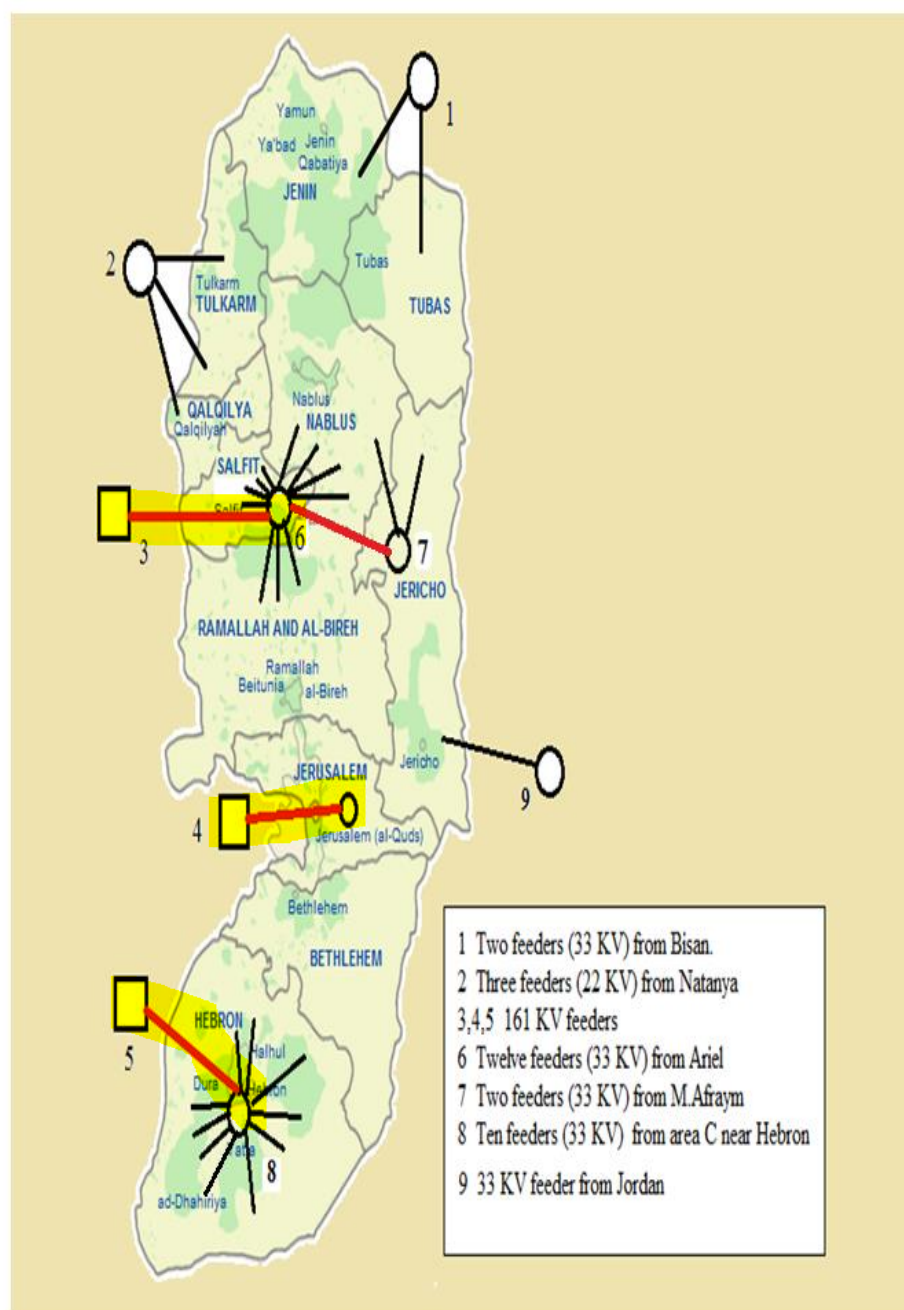 1
Yamun
Ya'bad
Jenin
Qabatiya
JENIN
2
Tubas
Tulkarm
TULKARM
TUBAS
QALQILYA
Qalqilyah
Nablus
NABLUS
SALFIT
3
6
7
JERICHO
RAMALLAH AND AL-BIREH
Ramallah
Beitunia
al-Bireh
Jericho
JERUSALEM
9
4
Jerusalem (al-Quds)
Bethlehem
BETHLEHEM
HEBRON
5
Halhul
Dura
Hebron
8
ad-Dhahiriya
1 Two feeders (33 KV) from Bisan.
2 Three feeders (22 KV) from Natanya
3,4,5 161 KV feeders
6 Twelve feeders (33 KV) from Ariel
7 Two feeders (33 KV) from M.Afraym
8 Ten feeders (33 KV) from area C near Hebron
9 33 KV feeder from Jordan